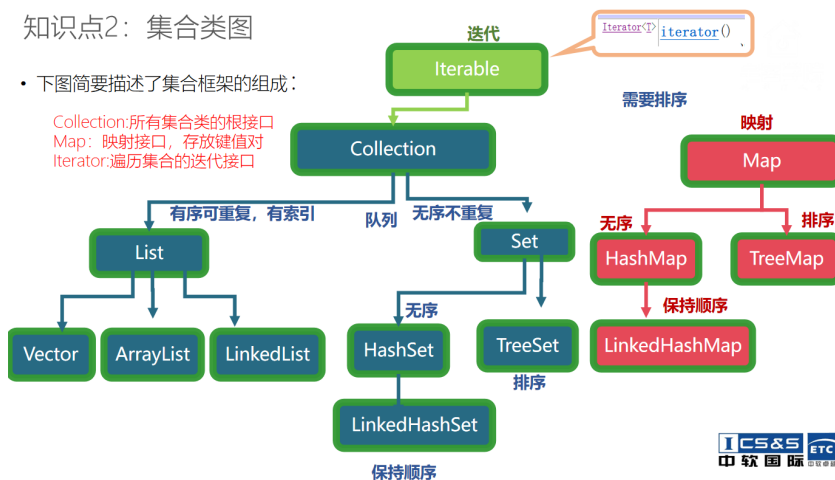 知识点2：集合类图
迭代
Iterator<T> iterator()
、
Iterable
• 下图简要描述了集合框架的组成：
需要排序
Collection:所有集合类的根接口
Map：映射接口，存放键值对
Iterator:遍历集合的迭代接口
映射
Collection
Map
有序可重复，有索引
队列
无序不重复
无序
排序
List
Set
HashMap
TreeMap
无序
保持顺序
Vector
ArrayList
LinkedList
HashSet
TreeSet
LinkedHashMap
排序
LinkedHashSet
保持顺序
ICS&S
中软国际
ETC
中软卓越